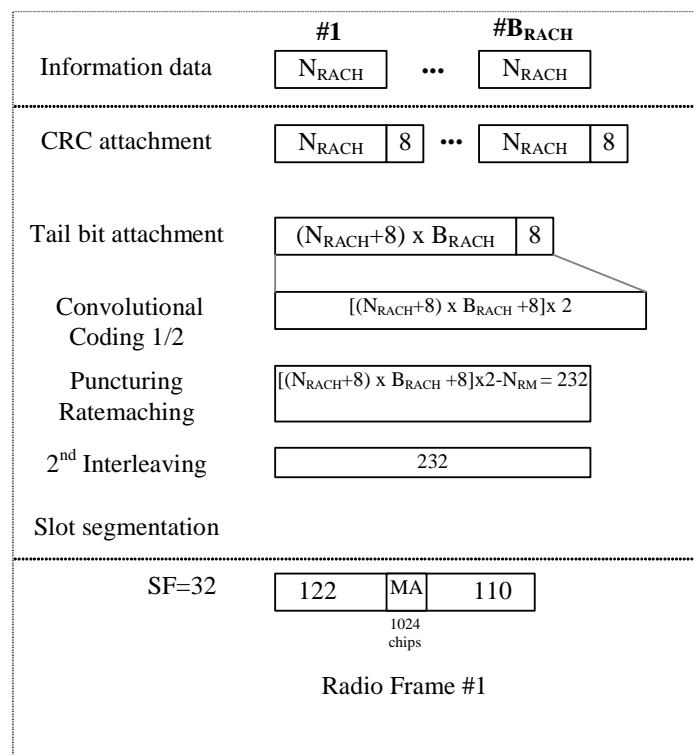 #1 #B_RACH
Information data N_RACH ... N_RACH
CRC attachment N_RACH 8 ... N_RACH 8
Tail bit attachment (N_RACH+8) x B_RACH 8
Convolutional
Coding 1/2
[(N_RACH+8) x B_RACH +8]x 2
Puncturing
Ratemaching
[(N_RACH+8) x B_RACH +8]x2-N_RM = 232
2nd Interleaving 232
Slot segmentation
SF=32 122 MA 110
1024
chips
Radio Frame #1